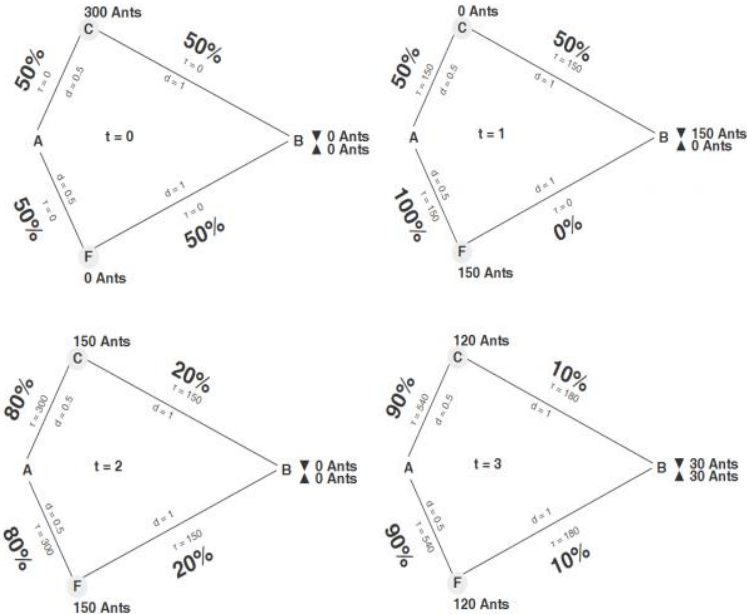 300 Ants
C
50%
τ = 0
d = 0.5
50%
τ = 0
d = 1
A
t = 0
B
▼ 0 Ants
▲ 0 Ants
d = 0.5
τ = 0
50%
d = 1
τ = 0
50%
F
0 Ants
0 Ants
C
50%
τ = 150
d = 0.5
50%
τ = 150
d = 1
A
t = 1
B
▼ 150 Ants
▲ 0 Ants
d = 0.5
τ = 150
100%
d = 1
τ = 0
0%
F
150 Ants
150 Ants
C
80%
τ = 300
d = 0.5
20%
τ = 150
d = 1
A
t = 2
B
▼ 0 Ants
▲ 0 Ants
d = 0.5
τ = 300
80%
d = 1
τ = 150
20%
F
150 Ants
120 Ants
C
90%
τ = 540
d = 0.5
10%
τ = 180
d = 1
A
t = 3
B
▼ 30 Ants
▲ 30 Ants
d = 0.5
τ = 540
90%
d = 1
τ = 180
10%
F
120 Ants